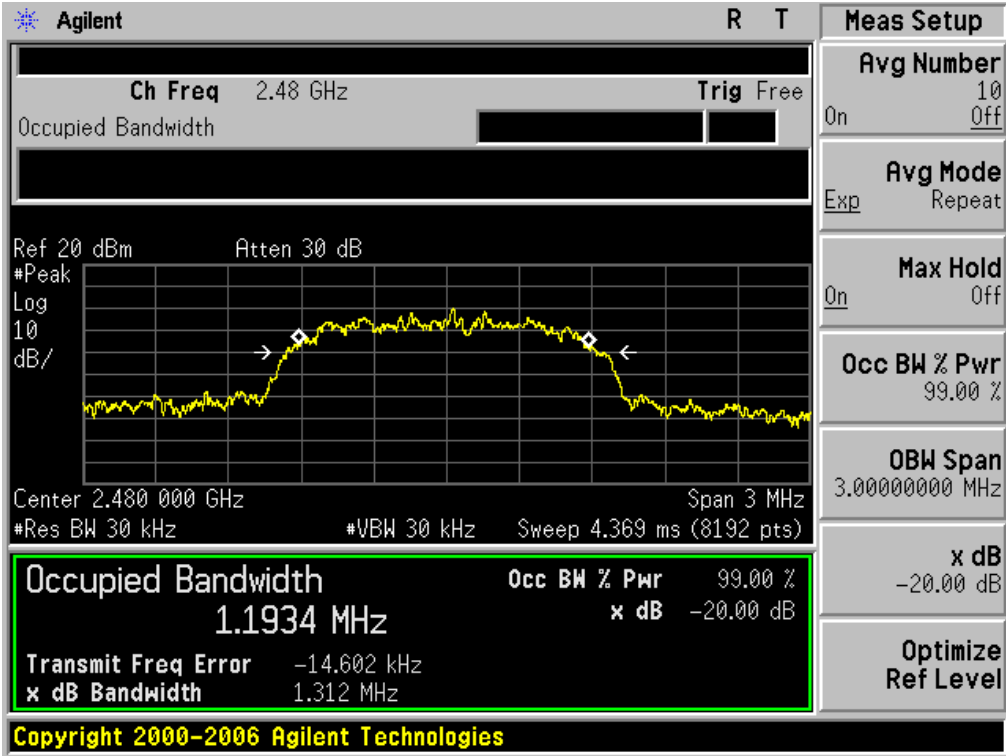 Agilent R T
Ch Freq 2.48 GHz Trig Free
Occupied Bandwidth
Ref 20 dBm Atten 30 dB
#Peak
Log
10
dB/
Center 2.480 000 GHz Span 3 MHz
#Res BW 30 kHz #VBW 30 kHz Sweep 4.369 ms (8192 pts)
Occupied Bandwidth
1.1934 MHz
Occ BW % Pwr 99.00 %
x dB -20.00 dB
Transmit Freq Error -14.602 kHz
x dB Bandwidth 1.312 MHz
Copyright 2000-2006 Agilent Technologies
Meas Setup
Avg Number
10
On Off
Avg Mode
Exp Repeat
Max Hold
On Off
Occ BW % Pwr
99.00 %
OBW Span
3.00000000 MHz
x dB
-20.00 dB
Optimize
Ref Level